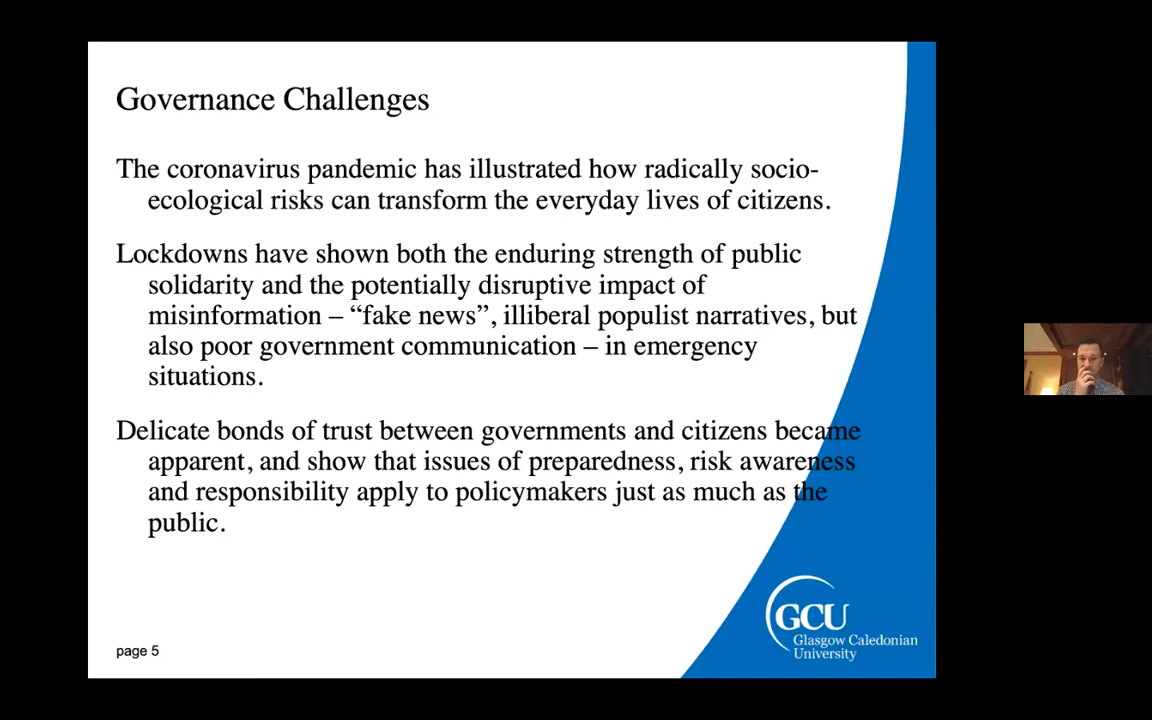 Governance Challenges
The coronavirus pandemic has illustrated how radically socio-
ecological risks can transform the everyday lives of citizens.
Lockdowns have shown both the enduring strength of public
solidarity and the potentially disruptive impact of
misinformation – “fake news”, illiberal populist narratives, but
also poor government communication – in emergency
situations.
Delicate bonds of trust between governments and citizens became
apparent, and show that issues of preparedness, risk awareness
and responsibility apply to policymakers just as much as the
public.
GCU
Glasgow Caledonian
University
page 5